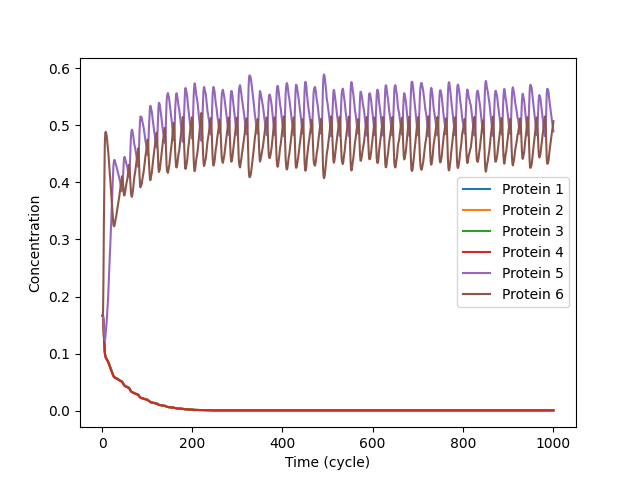 0.6
0.5
0.4
0.3
0.2
0.1
0.0
Concentration
0
200
400
600
800
1000
Time (cycle)
Protein 1
Protein 2
Protein 3
Protein 4
Protein 5
Protein 6